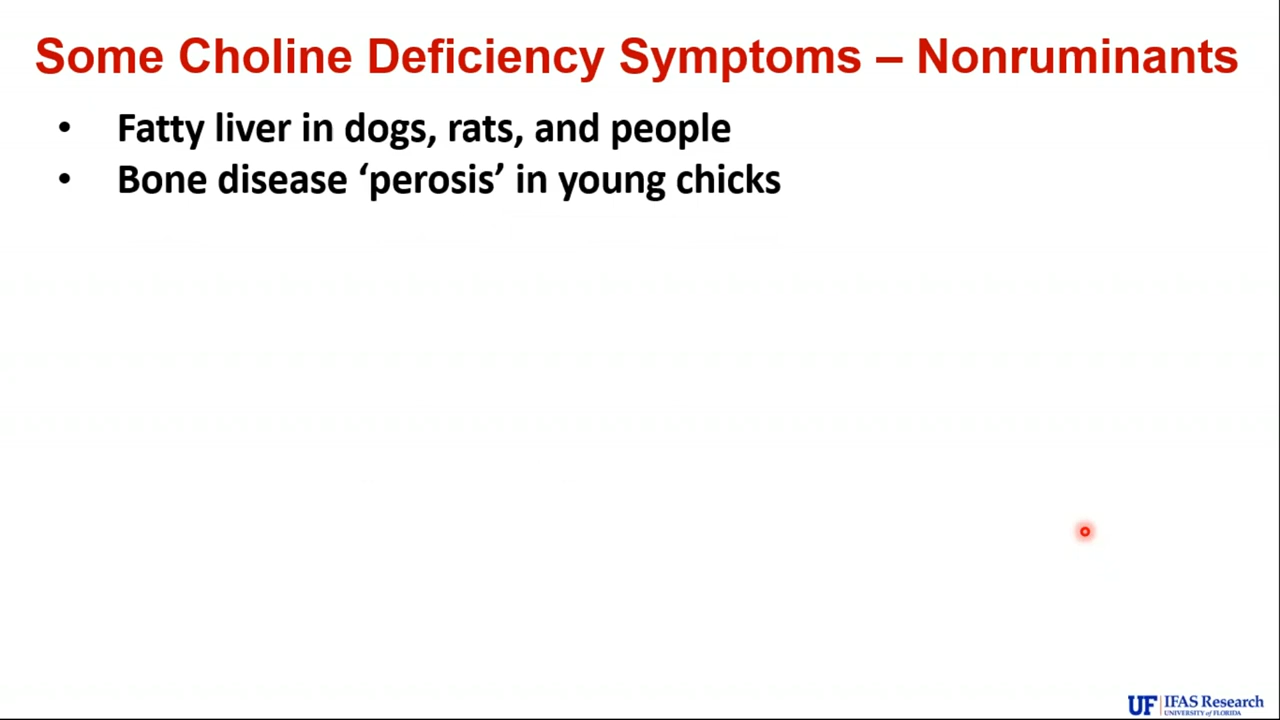 Some Choline Deficiency Symptoms – Nonruminants
• Fatty liver in dogs, rats, and people
• Bone disease ‘perosis’ in young chicks
UF IFAS Research
UNIVERSITY of FLORIDA